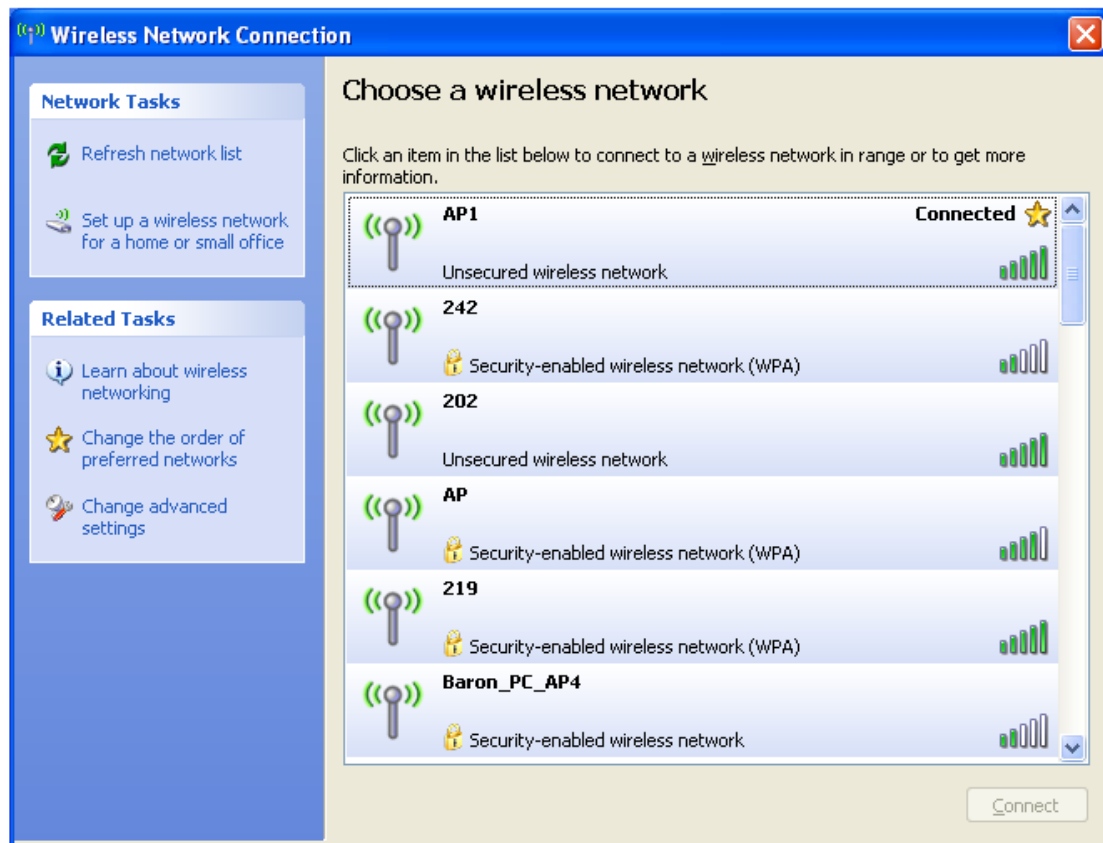 Wireless Network Connection
Network Tasks
Refresh network list
Set up a wireless network
for a home or small office
Related Tasks
Learn about wireless
networking
Change the order of
preferred networks
Change advanced
settings
Choose a wireless network
Click an item in the list below to connect to a wireless network in range or to get more
information.
AP1 Connected
Unsecured wireless network
242
Security-enabled wireless network (WPA)
202
Unsecured wireless network
AP
Security-enabled wireless network (WPA)
219
Security-enabled wireless network (WPA)
Baron_PC_AP4
Security-enabled wireless network
Connect